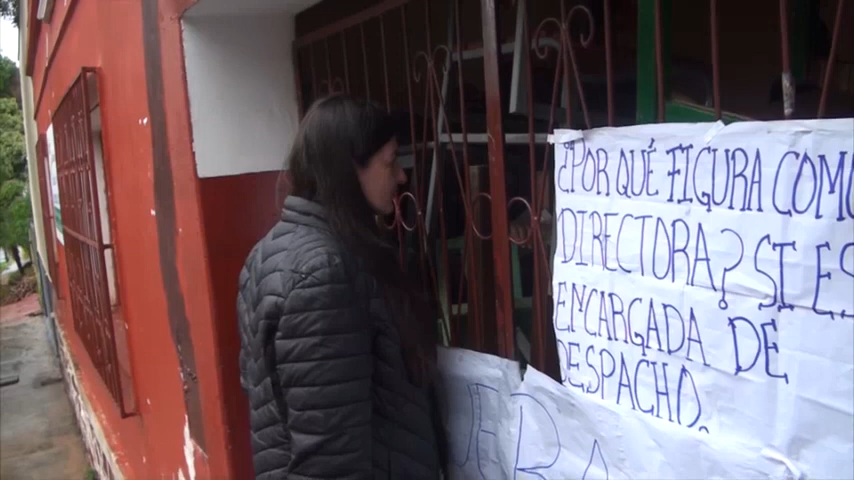 ¿POR QUÉ FIGURA COMO
DIRECTORA? SI ES
ENCARGADA DE
DESPACHO.